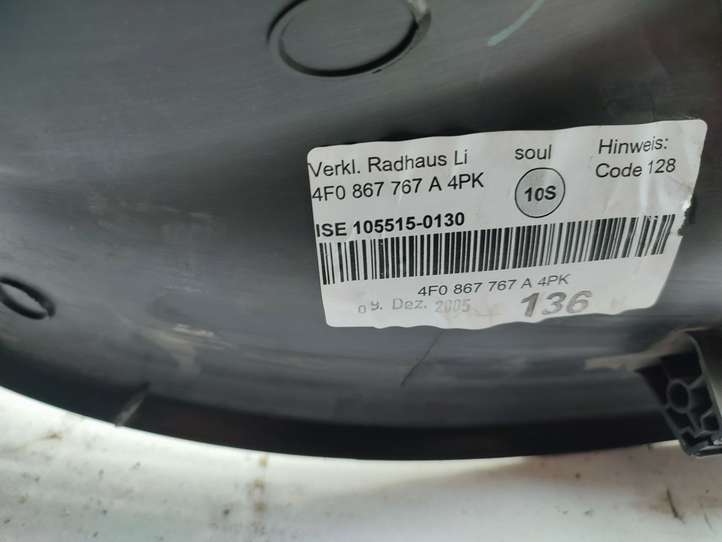 Verkl. Radhaus Li
soul
Hinweis:
4F0 867 767 A 4PK
10S
Code 128
ISE 105515-0130
4F0 867 767 A 4PK
09. Dez. 2005
136